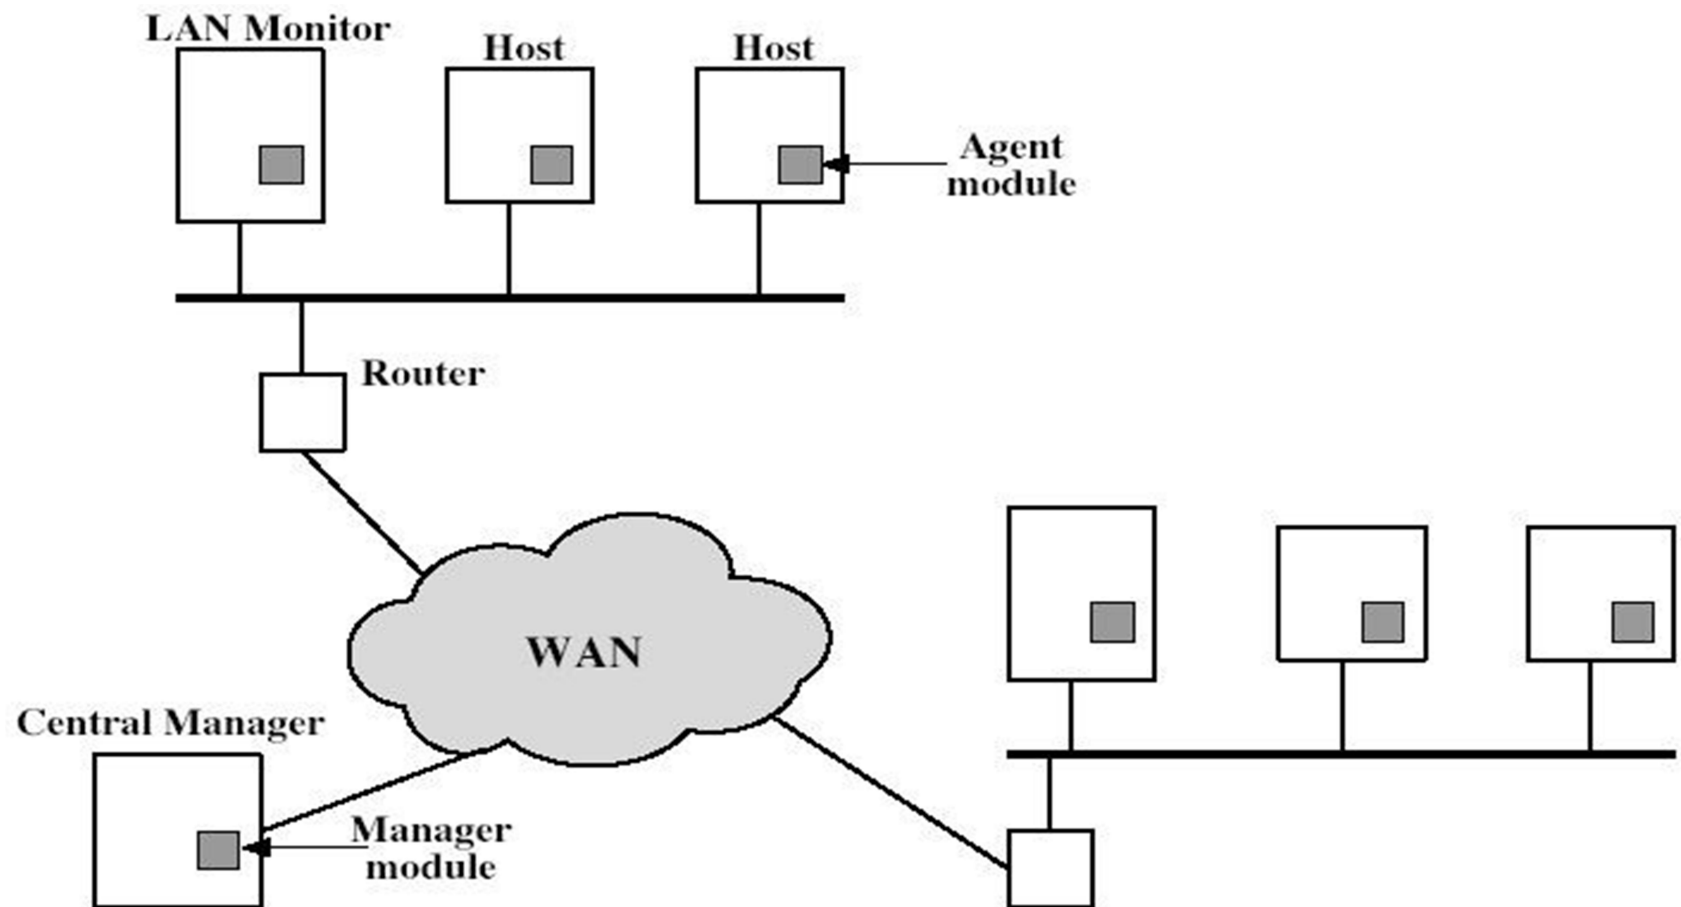 LAN Monitor
Host
Host
Agent
module
Router
WAN
Central Manager
Manager
module